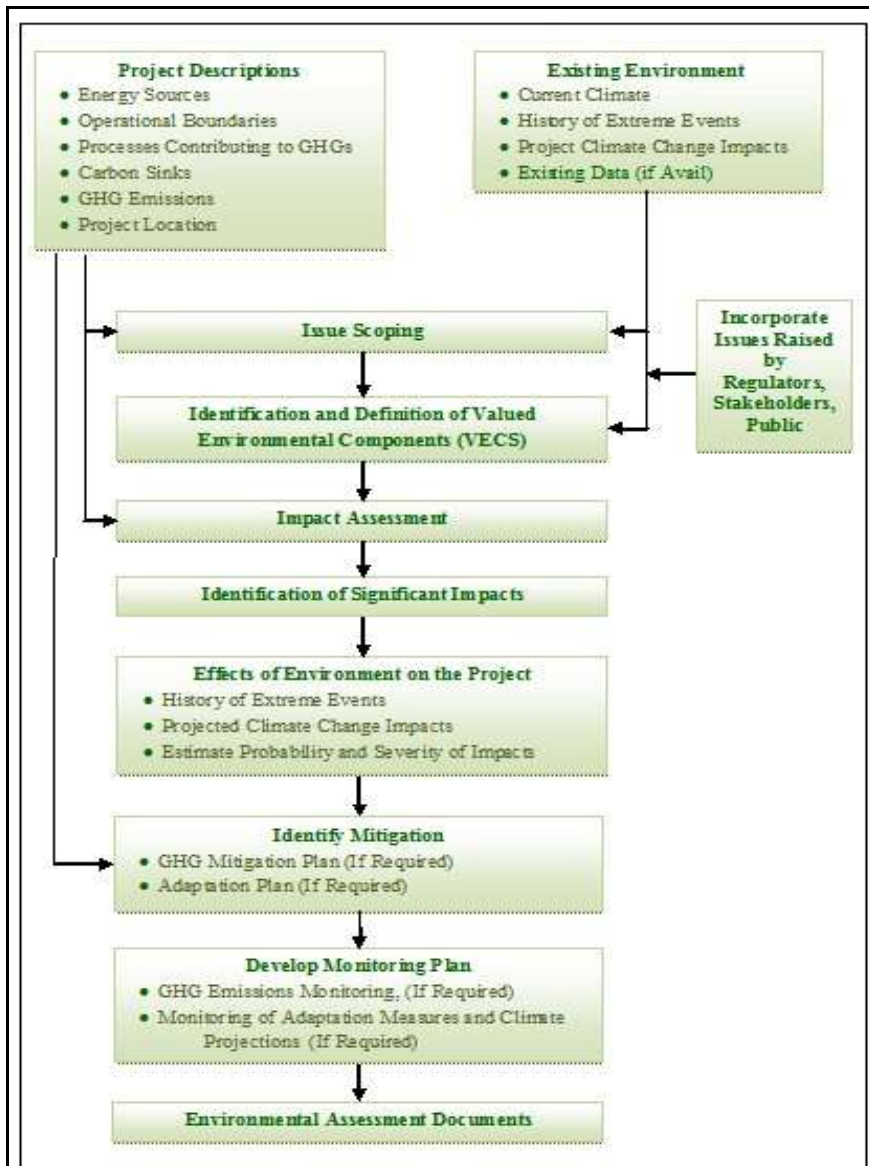 Project Descriptions
Energy Sources
Operational Boundaries
Processes Contributing to GHGs
Carbon Sinks
GHG Emissions
Project Location
Existing Environment
Current Climate
History of Extreme Events
Project Climate Change Impacts
Existing Data (if Avail)
Issue Scoping
Incorporate
Issues Raised
by
Regulators,
Stakeholders,
Public
Identification and Definition of Valued
Environmental Components (VECS)
Impact Assessment
Identification of Significant Impacts
Effects of Environment on the Project
History of Extreme Events
Projected Climate Change Impacts
Estimate Probability and Severity of Impacts
Identify Mitigation
GHG Mitigation Plan (If Required)
Adaptation Plan (If Required)
Develop Monitoring Plan
GHG Emissions Monitoring, (If Required)
Monitoring of Adaptation Measures and Climate
Projections (If Required)
Environmental Assessment Documents